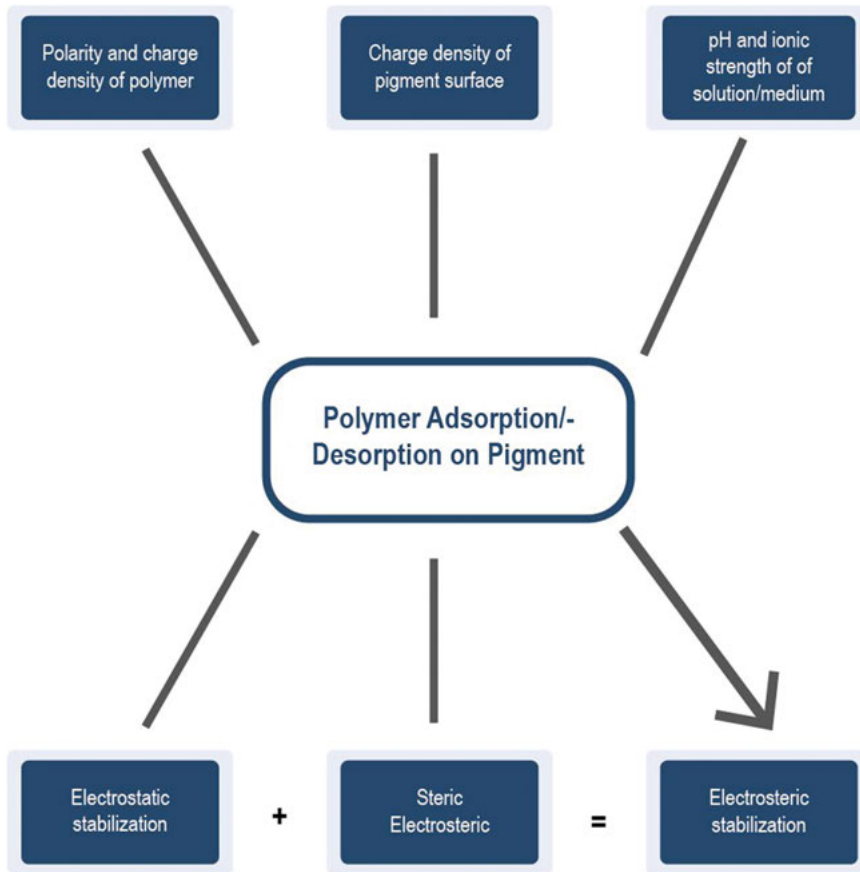 Polarity and charge
density of polymer
Charge density of
pigment surface
pH and ionic
strength of of
solution/medium
Polymer Adsorption/-
Desorption on Pigment
Electrostatic
stabilization
+
Steric
Electrosteric
=
Electrosteric
stabilization